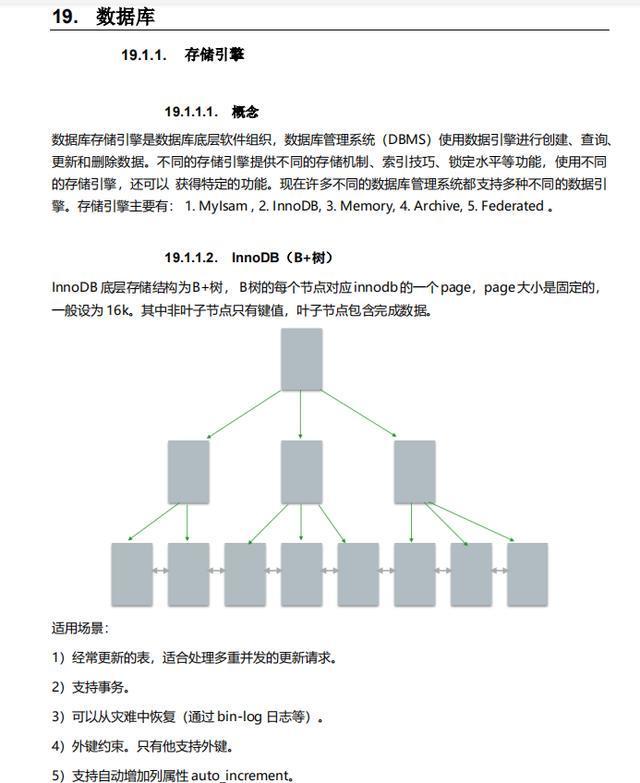 19. 数据库
19.1.1. 存储引擎
19.1.1.1. 概念
数据库存储引擎是数据库底层软件组织，数据库管理系统（DBMS）使用数据引擎进行创建、查询、
更新和删除数据。不同的存储引擎提供不同的存储机制、索引技巧、锁定水平等功能，使用不同
的存储引擎，还可以 获得特定的功能。现在许多不同的数据库管理系统都支持多种不同的数据引
擎。存储引擎主要有： 1. MyIsam , 2. InnoDB, 3. Memory, 4. Archive, 5. Federated 。
19.1.1.2. InnoDB（B+树）
InnoDB 底层存储结构为B+树， B树的每个节点对应innodb的一个page，page大小是固定的，
一般设为 16k。其中非叶子节点只有键值，叶子节点包含完成数据。
适用场景：
1）经常更新的表，适合处理多重并发的更新请求。
2）支持事务。
3）可以从灾难中恢复（通过 bin-log 日志等）。
4）外键约束。只有他支持外键。
5）支持自动增加列属性 auto_increment。